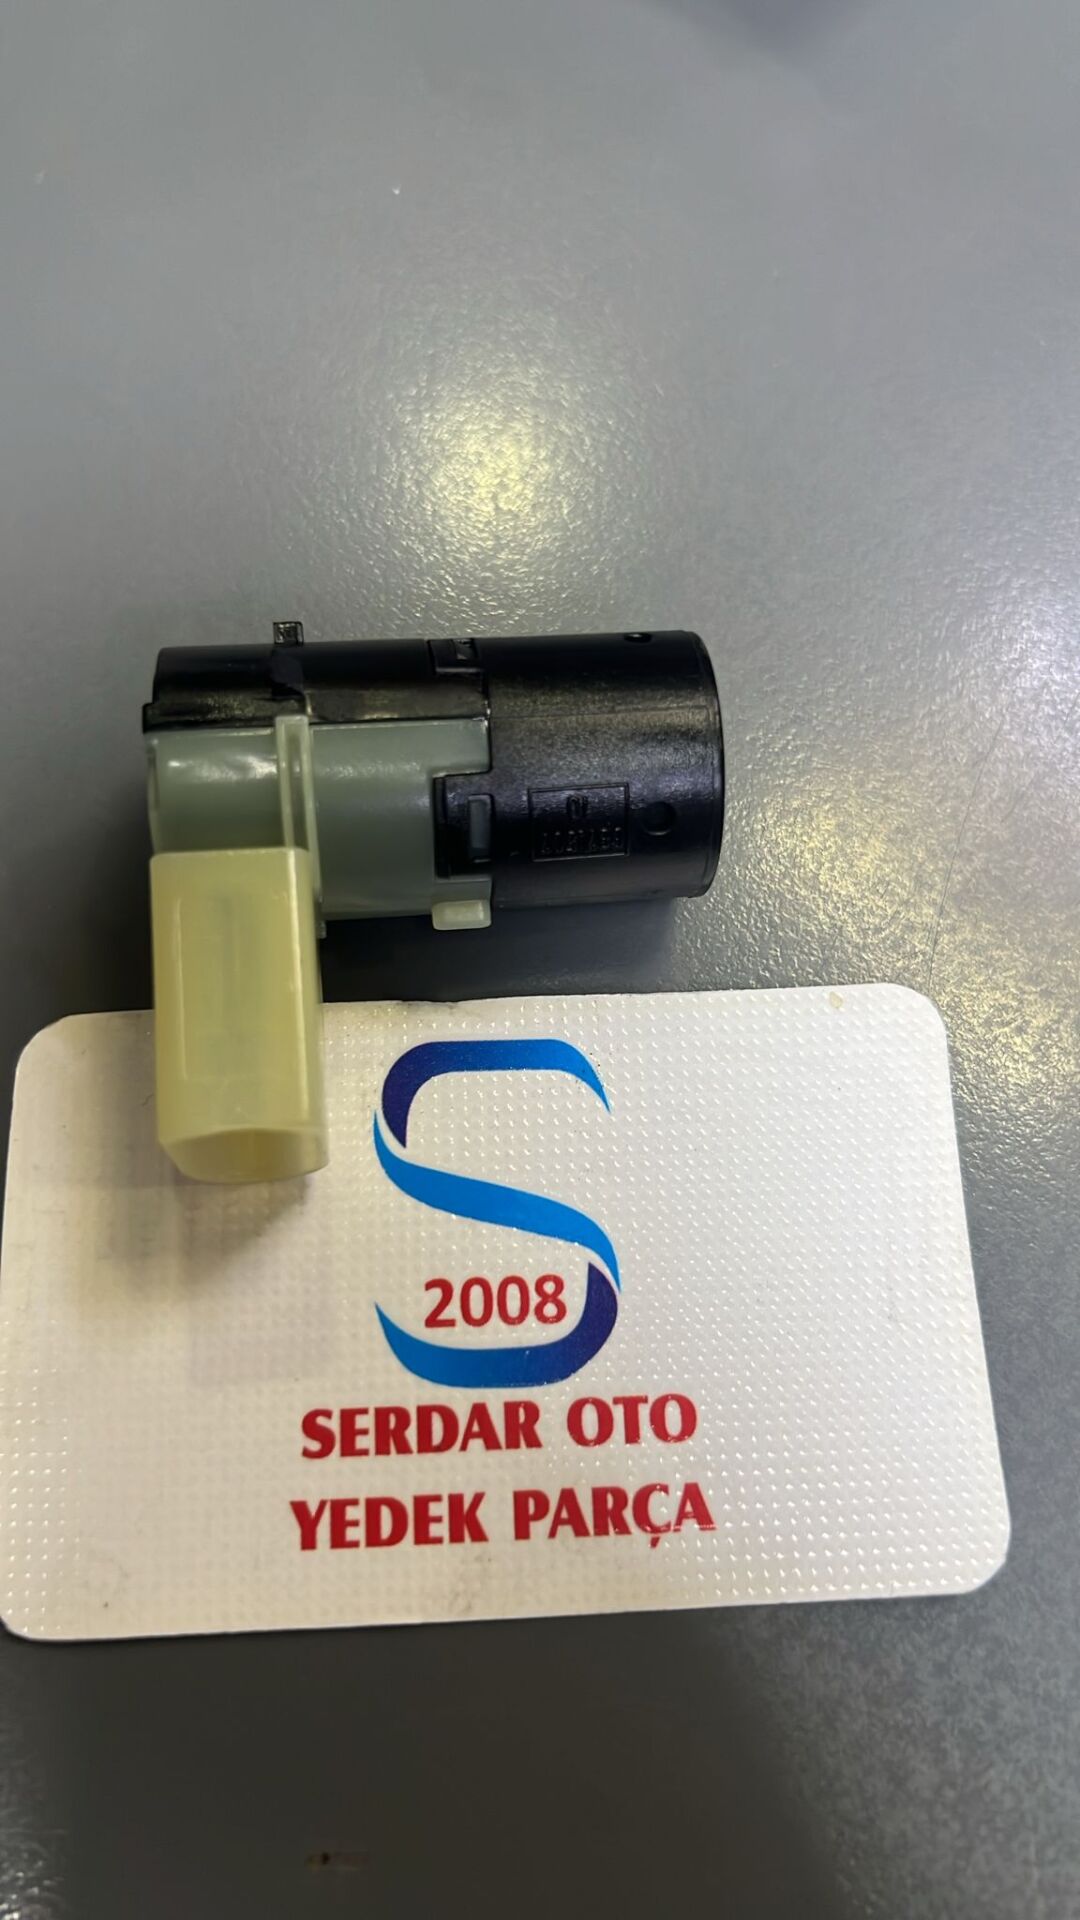 2008
SERDAR OTO
YEDEK PARÇA